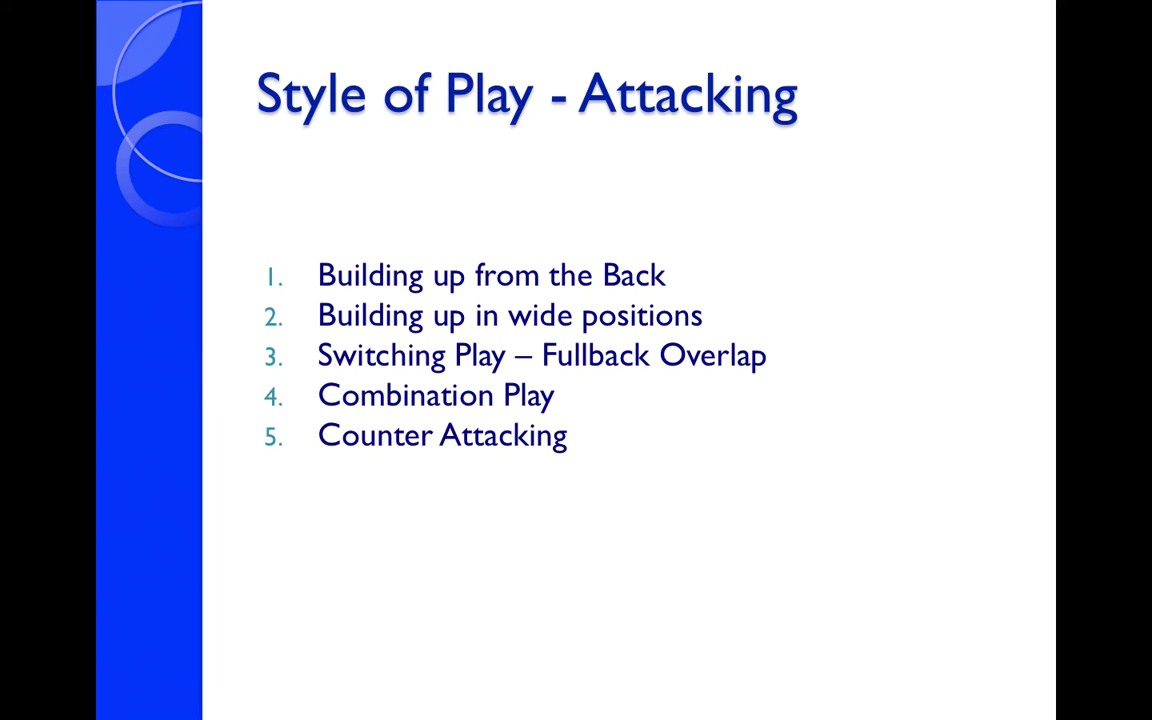 Style of Play - Attacking
1. Building up from the Back
2. Building up in wide positions
3. Switching Play – Fullback Overlap
4. Combination Play
5. Counter Attacking